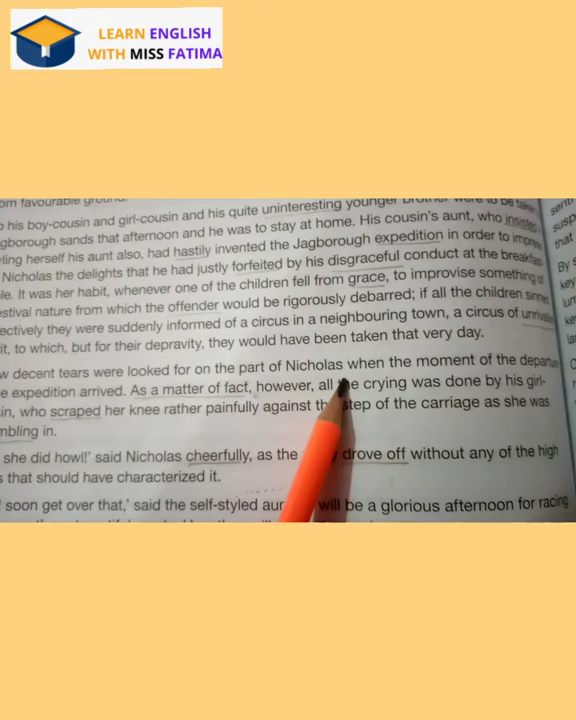 LEARN ENGLISH
WITH MISS FATIMA
om favourable
his boy-cousin and girl-cousin and his quite uninteresting younger brother were to be
gborough sands that afternoon and he was to stay at home. His cousin's aunt, who
ling herself his aunt also, had hastily invented the Jagborough expedition in order to
Nicholas the delights that he had justly forfeited by his disgraceful conduct at the
le. It was her habit, whenever one of the children fell from grace, to improvise something
estival nature from which the offender would be rigorously debarred; if all the children
ectively they were suddenly informed of a circus in a neighbouring town, a circus of
it, to which, but for their depravity, they would have been taken that very day.
w decent tears were looked for on the part of Nicholas when the moment of the
e expedition arrived. As a matter of fact, however, all the crying was done by his girl-
in, who scraped her knee rather painfully against the step of the carriage as she was
mbling in.
she did howl!' said Nicholas cheerfully, as the drove off without any of the high
s that should have characterized it.
soon get over that,' said the self-styled will be a glorious afternoon for racing
sent
susp
that
By s
key